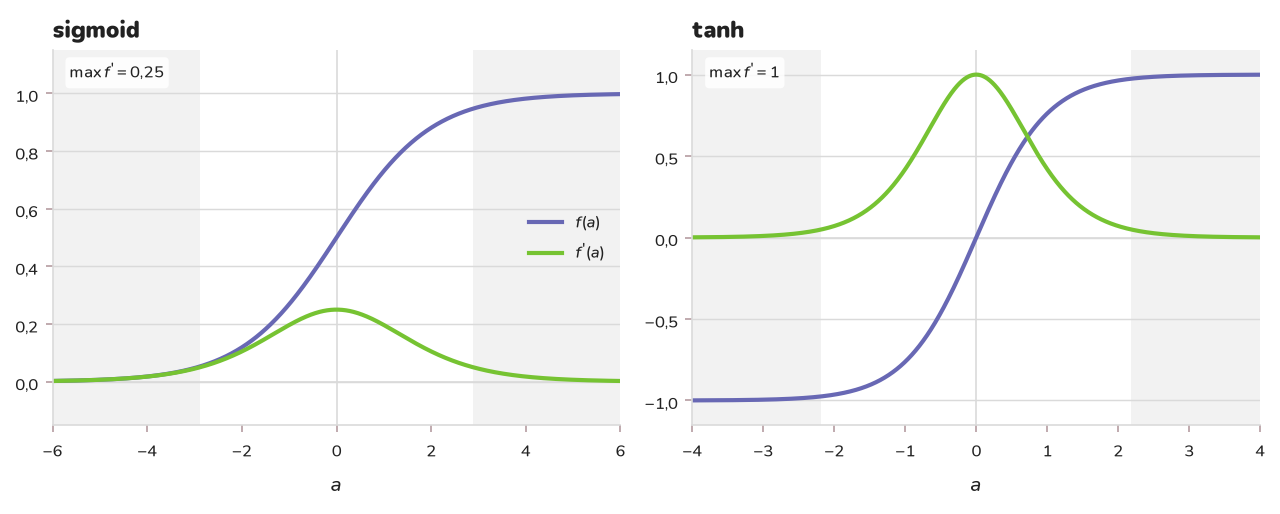 sigmoid
max f' = 0,25
1,0
0,8
0,6
0,4
0,2
0,0
f(a)
f'(a)
−6 −4 −2 0 2 4 6
a
tanh
max f' = 1
1,0
0,5
0,0
−0,5
−1,0
−4 −3 −2 −1 0 1 2 3 4
a